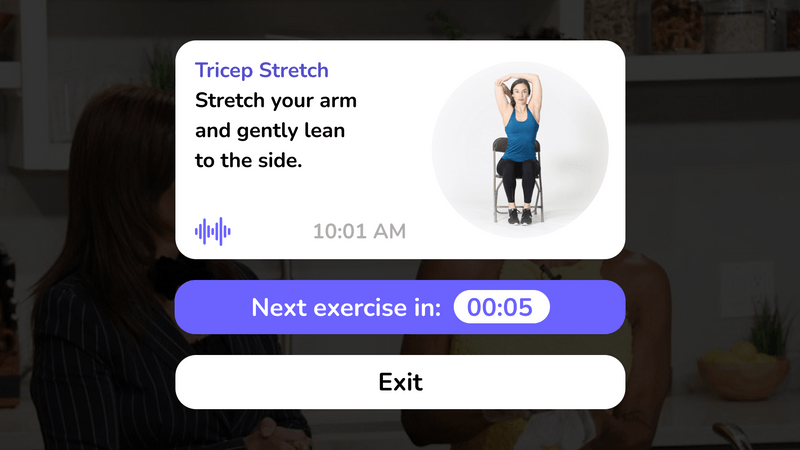 Tricep Stretch
Stretch your arm
and gently lean
to the side.
10:01 AM
Next exercise in: 00:05
Exit